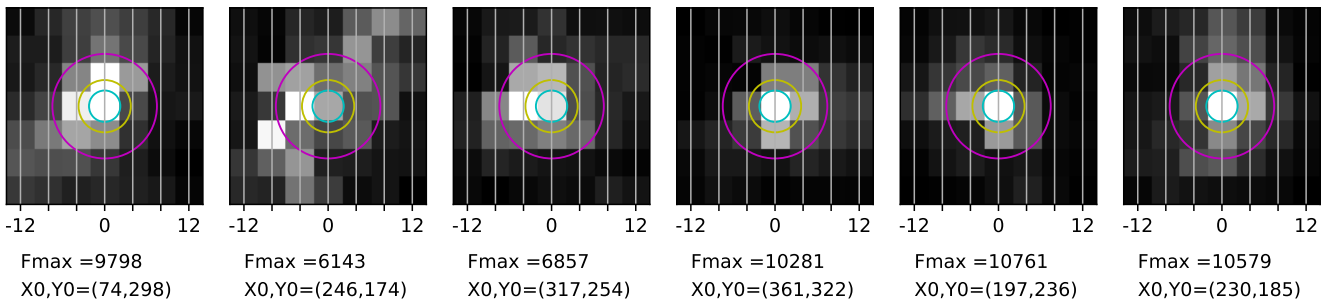 -12 0 12 -12 0 12 -12 0 12 -12 0 12 -12 0 12 -12 0 12
Fmax =9798 Fmax =6143 Fmax =6857 Fmax =10281 Fmax =10761 Fmax =10579
X0,Y0=(74,298) X0,Y0=(246,174) X0,Y0=(317,254) X0,Y0=(361,322) X0,Y0=(197,236) X0,Y0=(230,185)